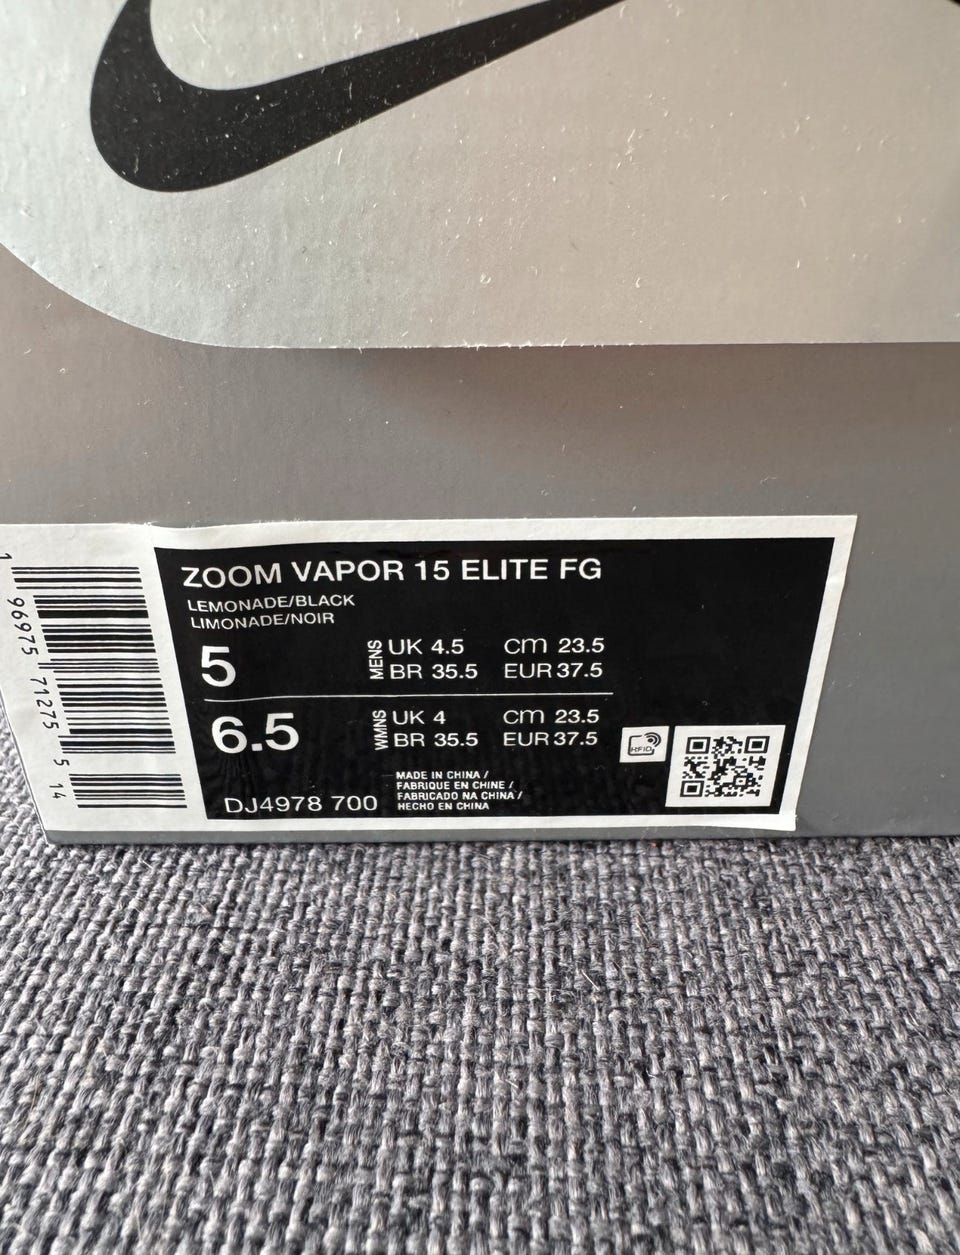 ZOOM VAPOR 15 ELITE FG
LEMONADE/BLACK
LIMONADE/NOIR
5 MENS UK 4.5 CM 23.5
BR 35.5 EUR 37.5
6.5 WMNS UK 4 CM 23.5
BR 35.5 EUR 37.5
DJ4978 700
MADE IN CHINA /
FABRIQUE EN CHINE /
FABRICADO NA CHINA /
HECHO EN CHINA
RFID
1 96975 71275 5 14